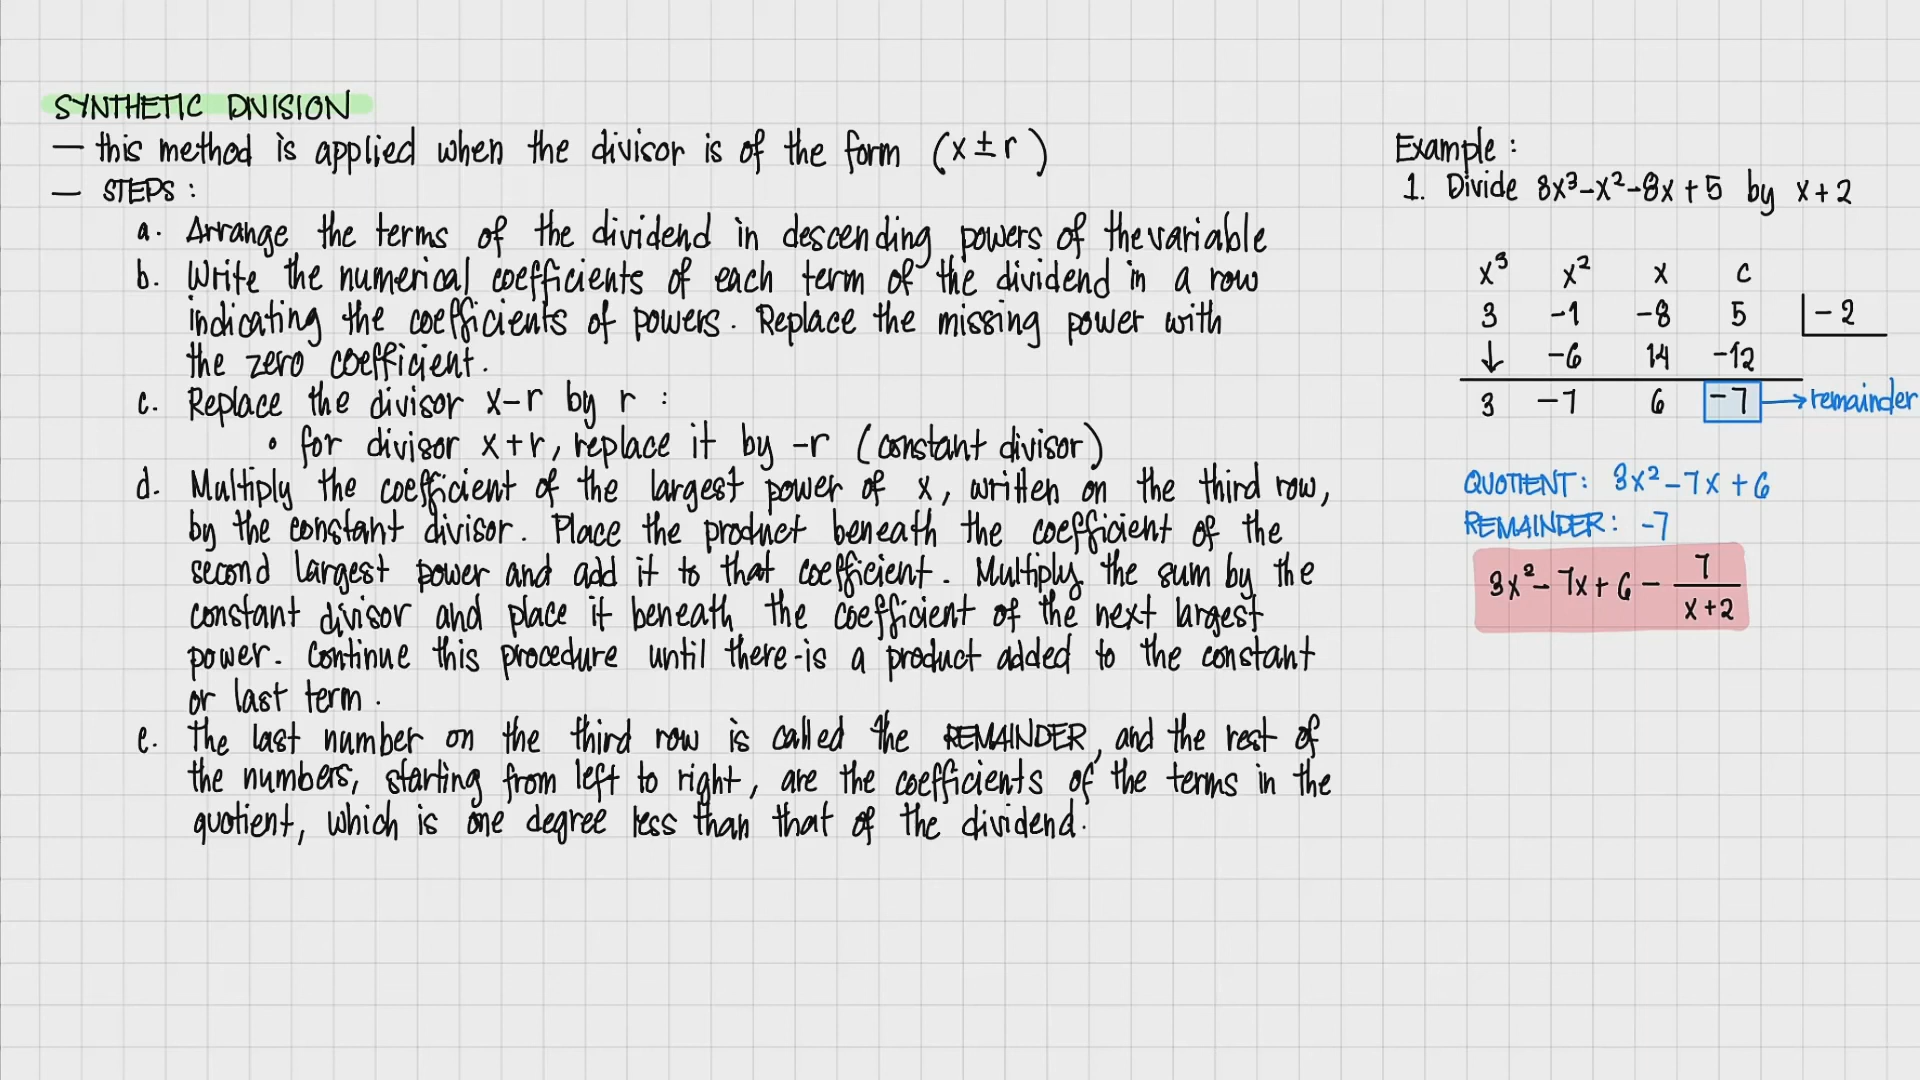 SYNTHETIC DIVISION
— this method is applied when the divisor is of the form (x ± r)
— STEPS :
a. Arrange the terms of the dividend in descending powers of the variable
b. Write the numerical coefficients of each term of the dividend in a row
indicating the coefficients of powers. Replace the missing power with
the zero coefficient.
c. Replace the divisor x-r by r :
• for divisor x+r, replace it by -r (constant divisor)
d. Multiply the coefficient of the largest power of x, written on the third row,
by the constant divisor. Place the product beneath the coefficient of the
second largest power and add it to that coefficient. Multiply the sum by the
constant divisor and place it beneath the coefficient of the next largest
power. Continue this procedure until there is a product added to the constant
or last term.
e. The last number on the third row is called the REMAINDER, and the rest of
the numbers, starting from left to right, are the coefficients of the terms in the
quotient, which is one degree less than that of the dividend.
Example :
1. Divide 3x³-x²-8x+5 by x+2
x³ x² x c
3 -1 -8 5 |-2
↓ -6 14 -12
3 -7 6 -7 → remainder
QUOTIENT: 3x²-7x+6
REMAINDER: -7
3x²-7x+6 - 7/(x+2)